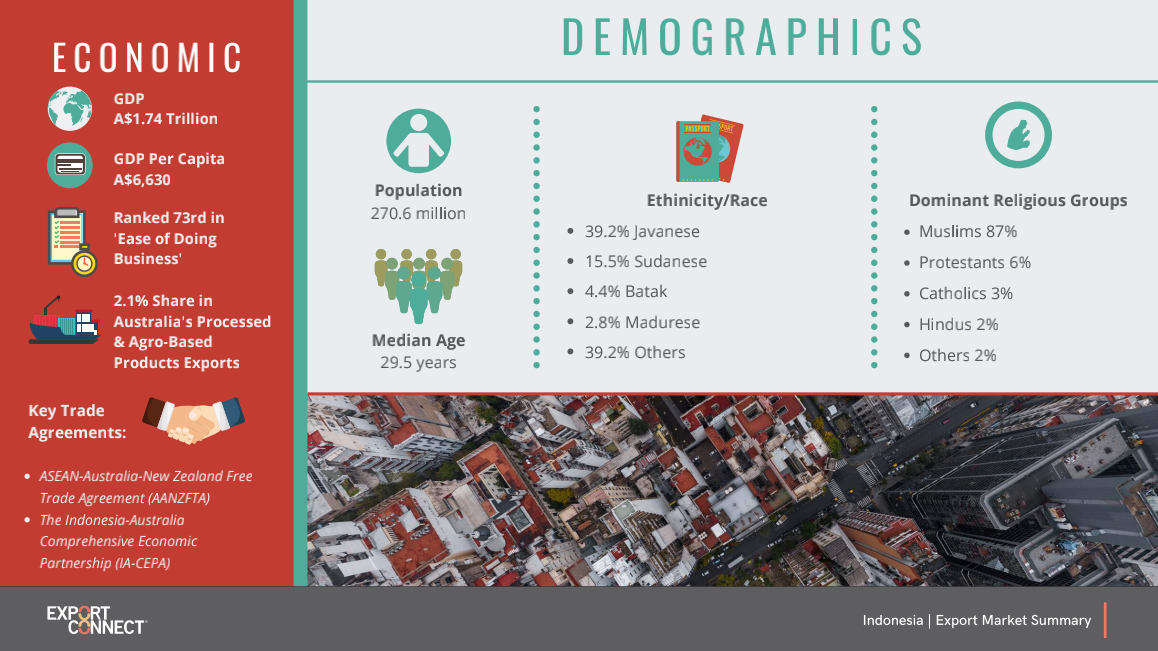 ECONOMIC
GDP
A$1.74 Trillion
GDP Per Capita
A$6,630
Ranked 73rd in
'Ease of Doing
Business'
2.1% Share in
Australia's Processed
& Agro-Based
Products Exports
Key Trade
Agreements:
• ASEAN-Australia-New Zealand Free
Trade Agreement (AANZFTA)
• The Indonesia-Australia
Comprehensive Economic
Partnership (IA-CEPA)
DEMOGRAPHICS
Population
270.6 million
Median Age
29.5 years
PASSPORT
PASSPORT
Ethinicity/Race
• 39.2% Javanese
• 15.5% Sudanese
• 4.4% Batak
• 2.8% Madurese
• 39.2% Others
Dominant Religious Groups
• Muslims 87%
• Protestants 6%
• Catholics 3%
• Hindus 2%
• Others 2%
EXPORT
CONNECT
Indonesia | Export Market Summary